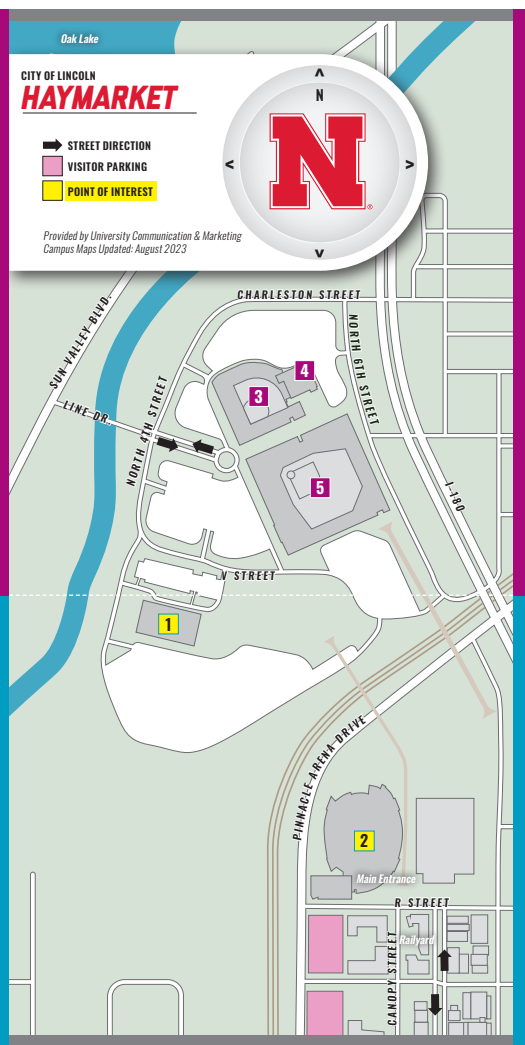 Oak Lake
CITY OF LINCOLN
HAYMARKET
STREET DIRECTION
VISITOR PARKING
POINT OF INTEREST
Provided by University Communication & Marketing
Campus Maps Updated: August 2023
N
N
®
CHARLESTON STREET
SUN VALLEY BLVD.
NORTH 6TH STREET
4
3
LINE DR.
NORTH 4TH STREET
5
I-180
V STREET
1
PINNACLE ARENA DRIVE
2
Main Entrance
R STREET
Railyard
CANOPY STREET